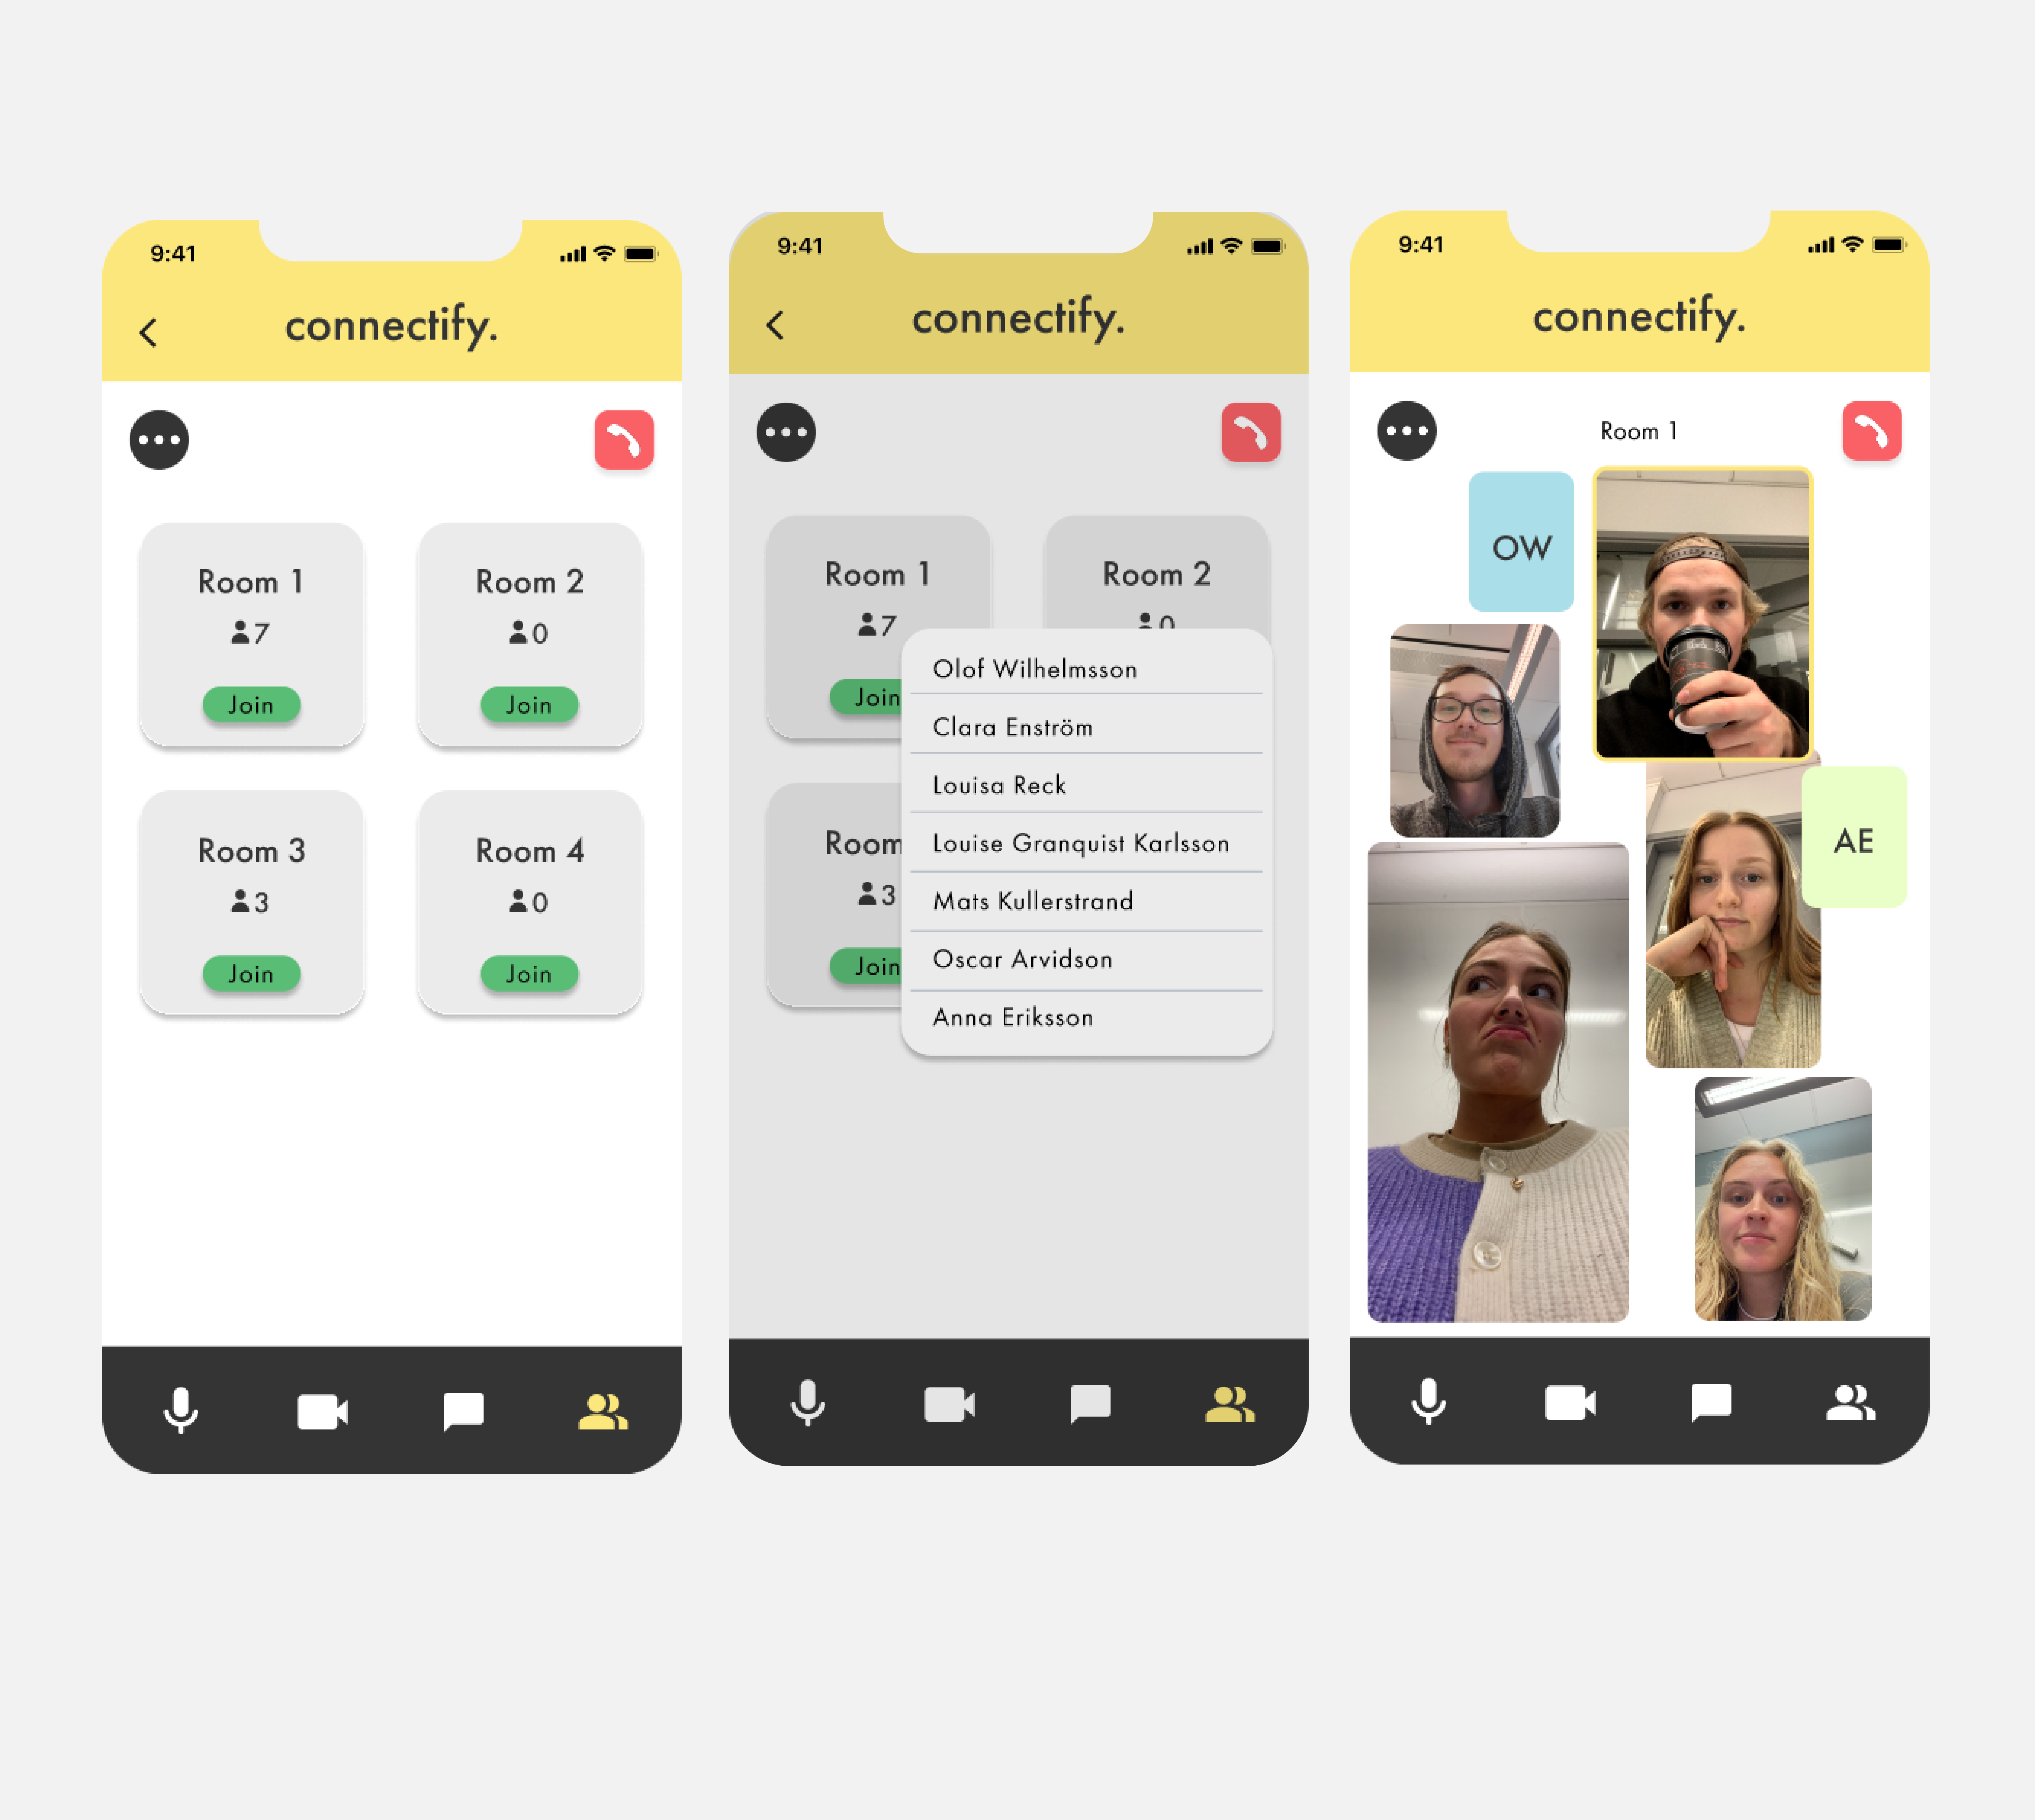 9:41
connectify.
Room 1
7
Join
Room 2
0
Join
Room 3
3
Join
Room 4
0
Join
9:41
connectify.
Room 1
7
Join
Room 2
0
Room
3
Join
Olof Wilhelmsson
Clara Enström
Louisa Reck
Louise Granquist Karlsson
Mats Kullerstrand
Oscar Arvidson
Anna Eriksson
9:41
connectify.
Room 1
OW
AE